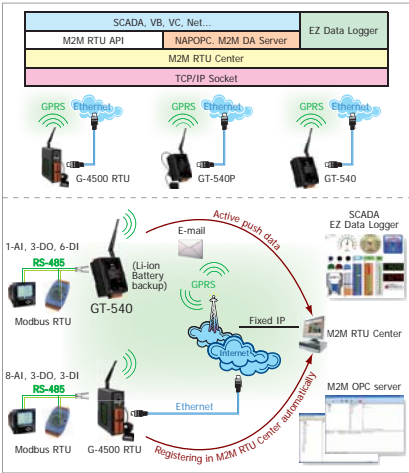 SCADA, VB, VC, Net...
EZ Data Logger
M2M RTU API
NAPOPC. M2M DA Server
M2M RTU Center
TCP/IP Socket
GPRS
Ethernet
GPRS
Ethernet
GPRS
Ethernet
G-4500 RTU
GT-540P
GT-540
Active push data
SCADA
EZ Data Logger
E-mail
1-AI, 3-DO, 6-DI
RS-485
(Li-ion
Battery
backup)
GPRS
GT-540
Modbus RTU
Fixed IP
M2M RTU Center
Internet
8-AI, 3-DO, 3-DI
RS-485
Ethernet
M2M OPC server
Modbus RTU
G-4500 RTU
Registering in M2M RTU Center automatically